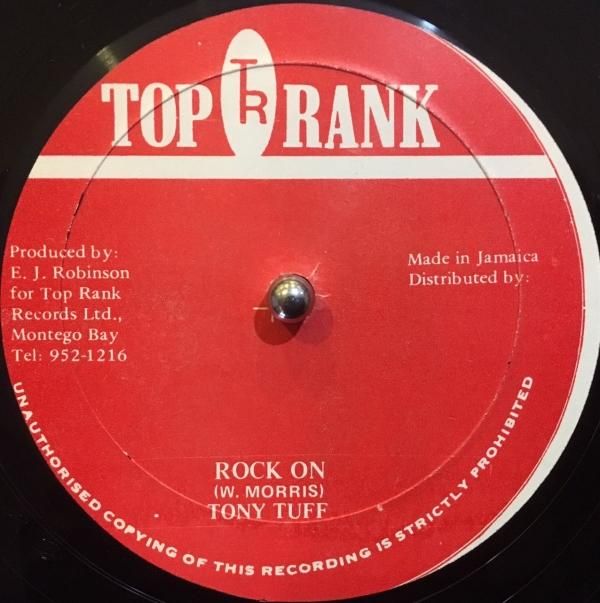 TOP TR RANK
Produced by:
E. J. Robinson
for Top Rank
Records Ltd.,
Montego Bay
Tel: 952-1216
Made in Jamaica
Distributed by:
ROCK ON
(W. MORRIS)
TONY TUFF
UNAUTHORISED COPYING OF THIS RECORDING IS STRICTLY PROHIBITED